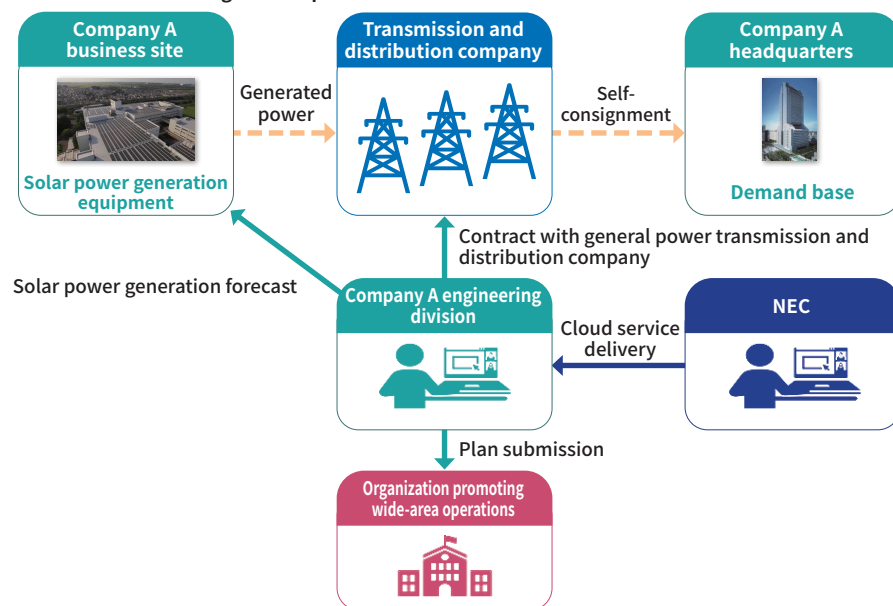 Company A
business site
Solar power generation
equipment
Generated
power
Transmission and
distribution company
Self-
consignment
Company A
headquarters
Demand base
Solar power generation forecast
Contract with general power transmission and
distribution company
Company A engineering
division
Cloud service
delivery
NEC
Plan submission
Organization promoting
wide-area operations